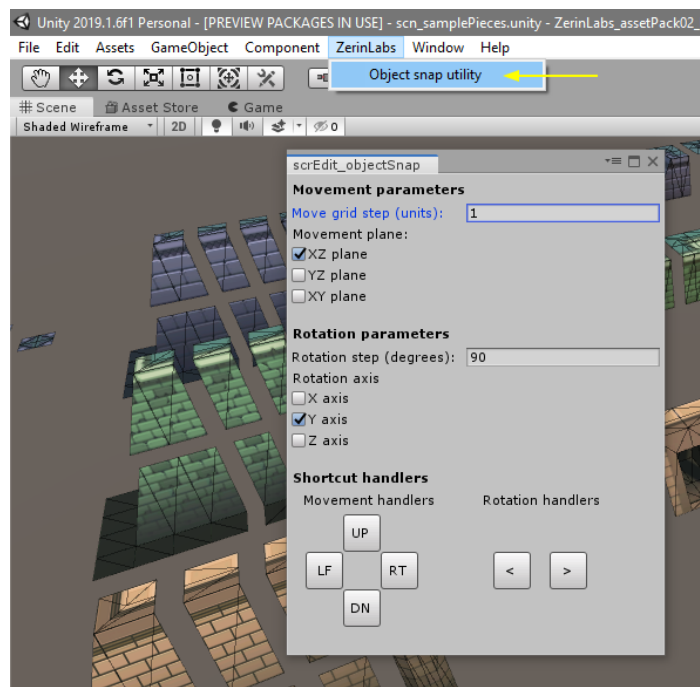 Unity 2019.1.6f1 Personal - [PREVIEW PACKAGES IN USE] - scn_samplePieces.unity - ZerinLabs_assetPack02_
File Edit Assets GameObject Component ZerinLabs Window Help
Object snap utility
Scene Asset Store Game
Shaded Wireframe 2D 0
scrEdit_objectSnap
Movement parameters
Move grid step (units): 1
Movement plane:
XZ plane
YZ plane
XY plane
Rotation parameters
Rotation step (degrees): 90
Rotation axis
X axis
Y axis
Z axis
Shortcut handlers
Movement handlers Rotation handlers
UP
LF RT < >
DN